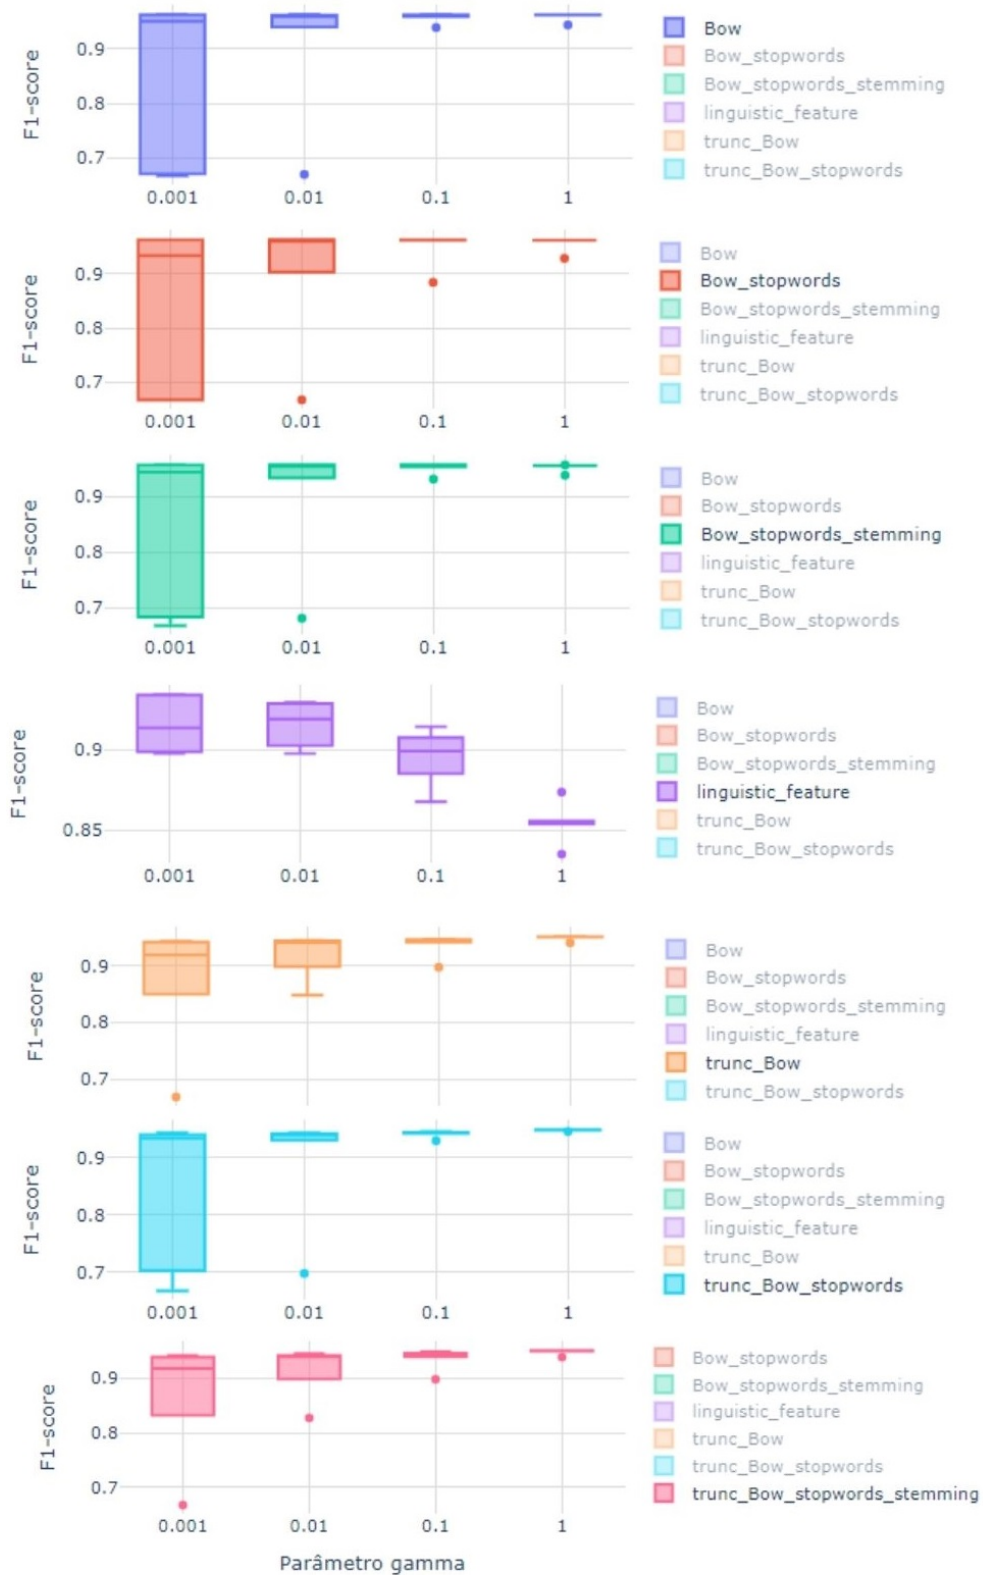 F1-score
0.9
0.8
0.7
0.001
0.01
0.1
1
Bow
Bow_stopwords
Bow_stopwords_stemming
linguistic_feature
trunc_Bow
trunc_Bow_stopwords
F1-score
0.9
0.8
0.7
0.001
0.01
0.1
1
Bow
Bow_stopwords
Bow_stopwords_stemming
linguistic_feature
trunc_Bow
trunc_Bow_stopwords
F1-score
0.9
0.8
0.7
0.001
0.01
0.1
1
Bow
Bow_stopwords
Bow_stopwords_stemming
linguistic_feature
trunc_Bow
trunc_Bow_stopwords
F1-score
0.9
0.85
0.001
0.01
0.1
1
Bow
Bow_stopwords
Bow_stopwords_stemming
linguistic_feature
trunc_Bow
trunc_Bow_stopwords
F1-score
0.9
0.8
0.7
Bow
Bow_stopwords
Bow_stopwords_stemming
linguistic_feature
trunc_Bow
trunc_Bow_stopwords
F1-score
0.9
0.8
0.7
0.001
0.01
0.1
1
Bow
Bow_stopwords
Bow_stopwords_stemming
linguistic_feature
trunc_Bow
trunc_Bow_stopwords
F1-score
0.9
0.8
0.7
0.001
0.01
0.1
1
Bow_stopwords
Bow_stopwords_stemming
linguistic_feature
trunc_Bow
trunc_Bow_stopwords
trunc_Bow_stopwords_stemming
Parâmetro gamma